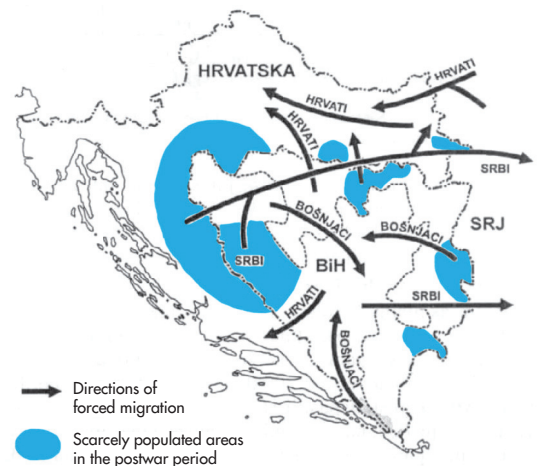 HRVATSKA
HRVATI
HRVATI
HRVATI
SRBI
BOŠNJACI
BOŠNJACI
SRJ
SRBI
BiH
HRVATI
SRBI
BOŠNJACI
Directions of
forced migration
Scarcely populated areas
in the postwar period